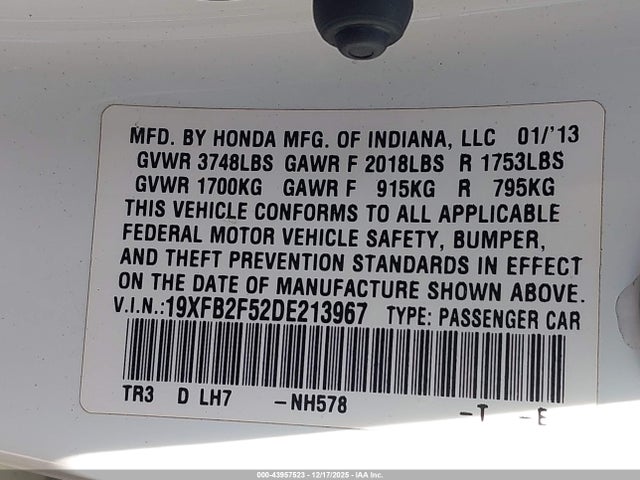 MFD. BY HONDA MFG. OF INDIANA, LLC 01/'13
GVWR 3748LBS GAWR F 2018LBS R 1753LBS
GVWR 1700KG GAWR F 915KG R 795KG
THIS VEHICLE CONFORMS TO ALL APPLICABLE
FEDERAL MOTOR VEHICLE SAFETY, BUMPER,
AND THEFT PREVENTION STANDARDS IN EFFECT
ON THE DATE OF MANUFACTURE SHOWN ABOVE.
V.I.N.:19XFB2F52DE213967 TYPE: PASSENGER CAR
TR3 D LH7 -NH578 -T -E
000-43957523 - 12/17/2025 - IAA Inc.